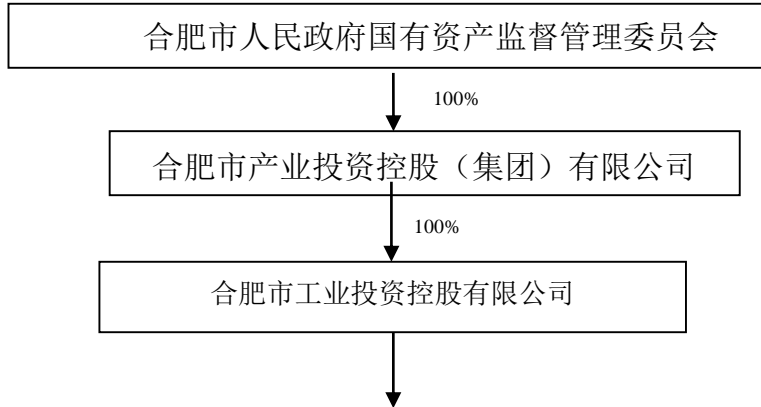 合肥市人民政府国有资产监督管理委员会
100%
合肥市产业投资控股（集团）有限公司
100%
合肥市工业投资控股有限公司